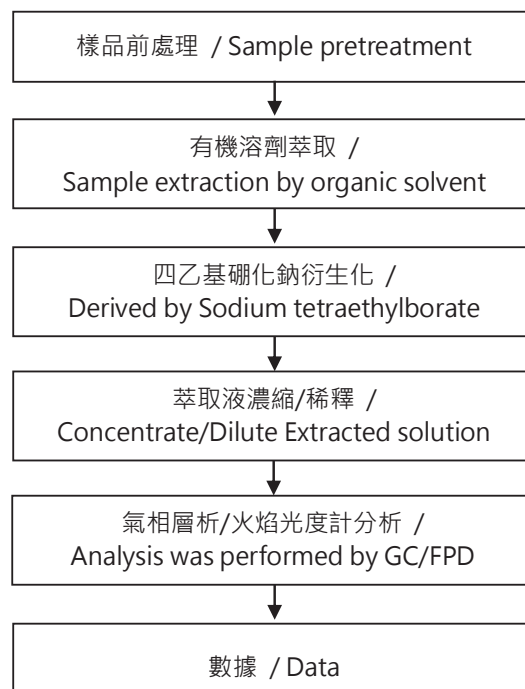 樣品前處理 / Sample pretreatment
有機溶劑萃取 /
Sample extraction by organic solvent
四乙基硼化鈉衍生化 /
Derived by Sodium tetraethylborate
萃取液濃縮/稀釋 /
Concentrate/Dilute Extracted solution
氣相層析/火焰光度計分析 /
Analysis was performed by GC/FPD
數據 / Data